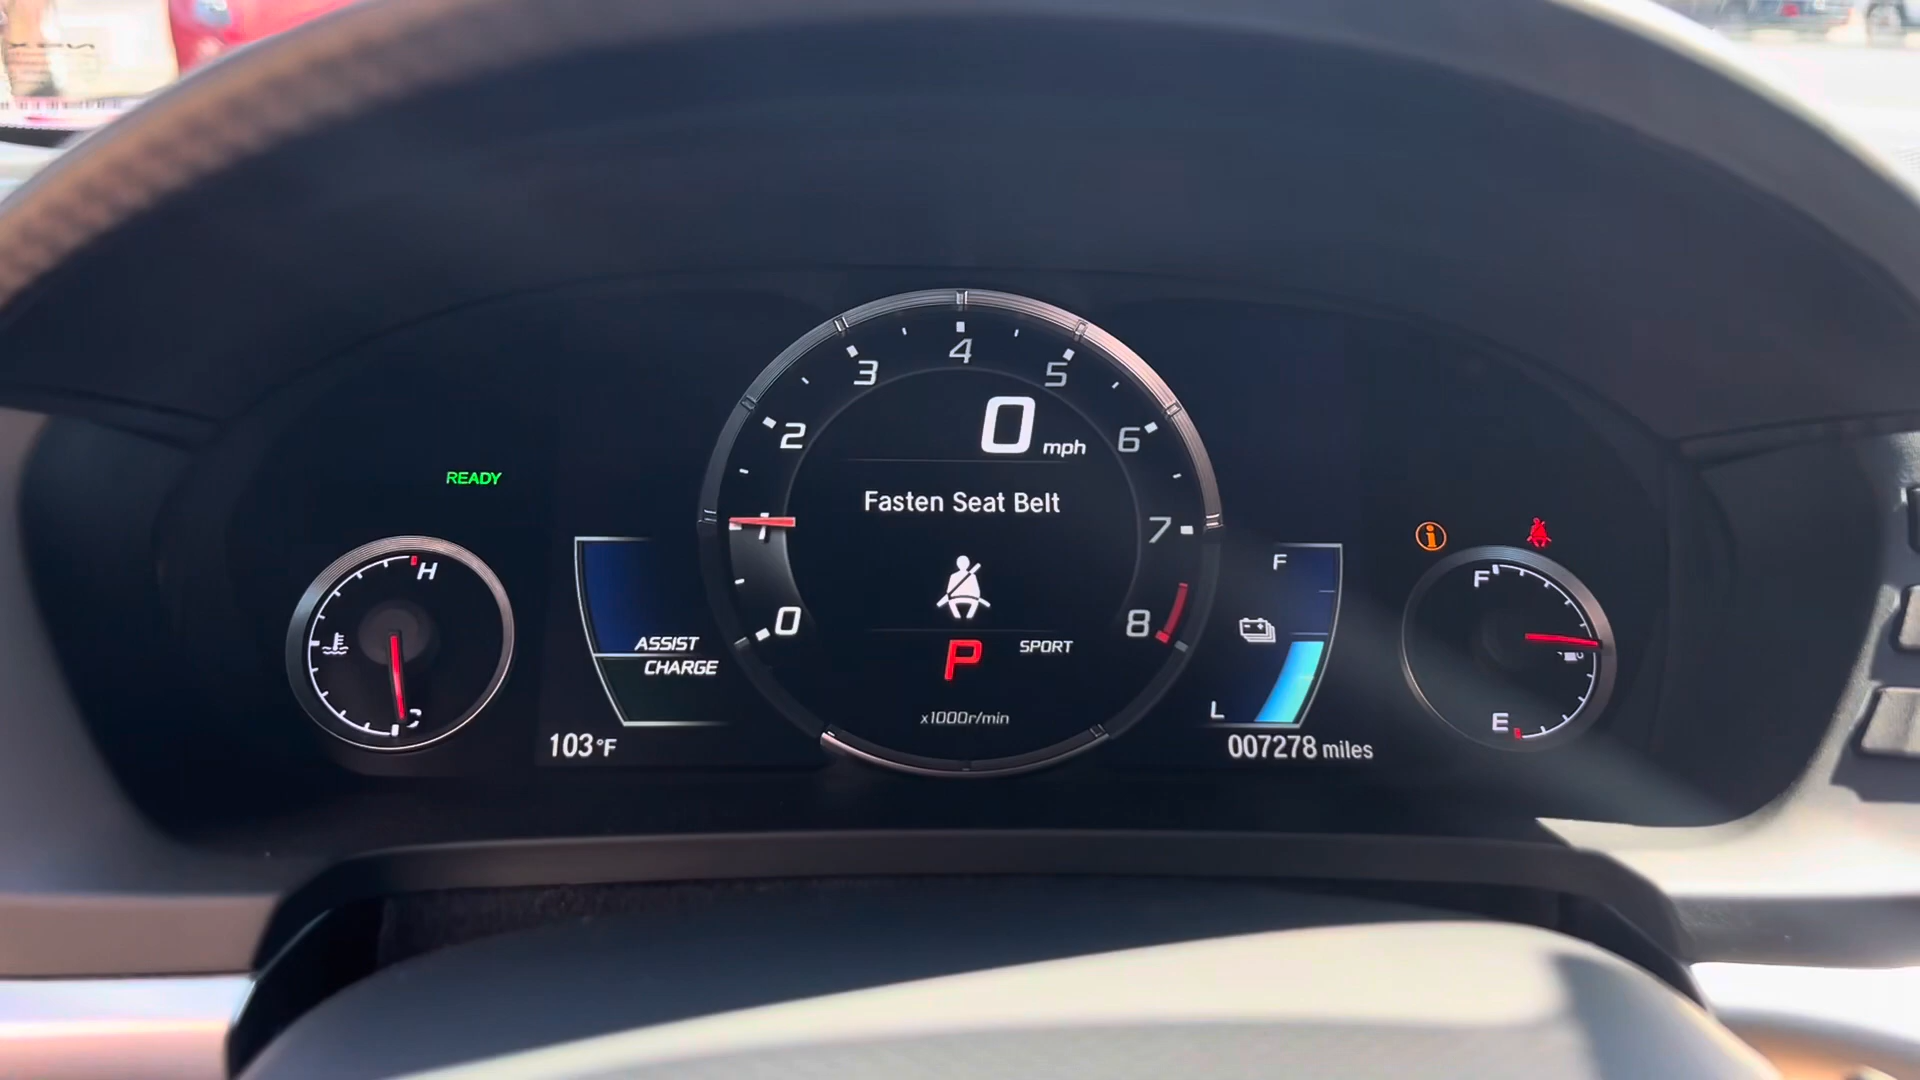 4
3
5
0 mph
2
6
READY
Fasten Seat Belt
1
7
H
F
F
0
8
ASSIST
SPORT
P
CHARGE
L
C
x1000r/min
E
103°F
007278 miles